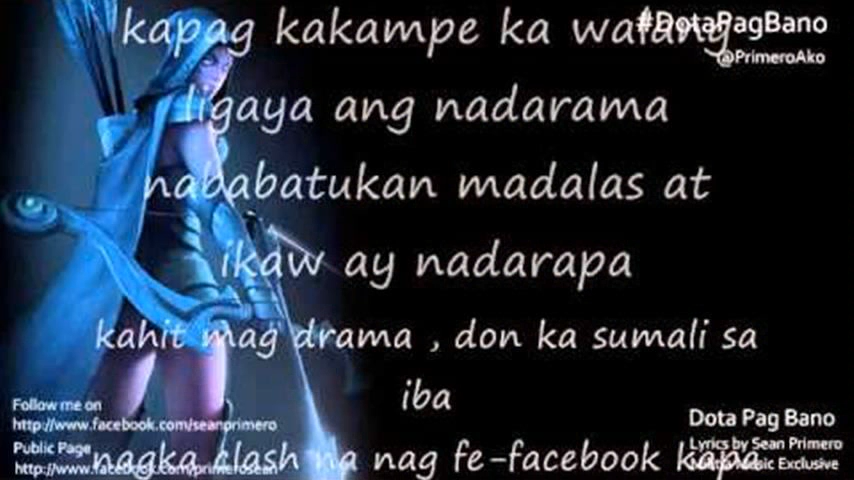 kapag kakampe ka walang
ligaya ang nadarama
nababatukan madalas at
ikaw ay nadarapa
kahit mag drama , don ka sumali sa
iba
nagka clash na nag fe-facebook kapa
#DotaPagBano
@PrimeroAko
Follow me on
http://www.facebook.com/seanprimero
Public Page
http://www.facebook.com/primerosean
Dota Pag Bano
Lyrics by Sean Primero
Music Exclusive